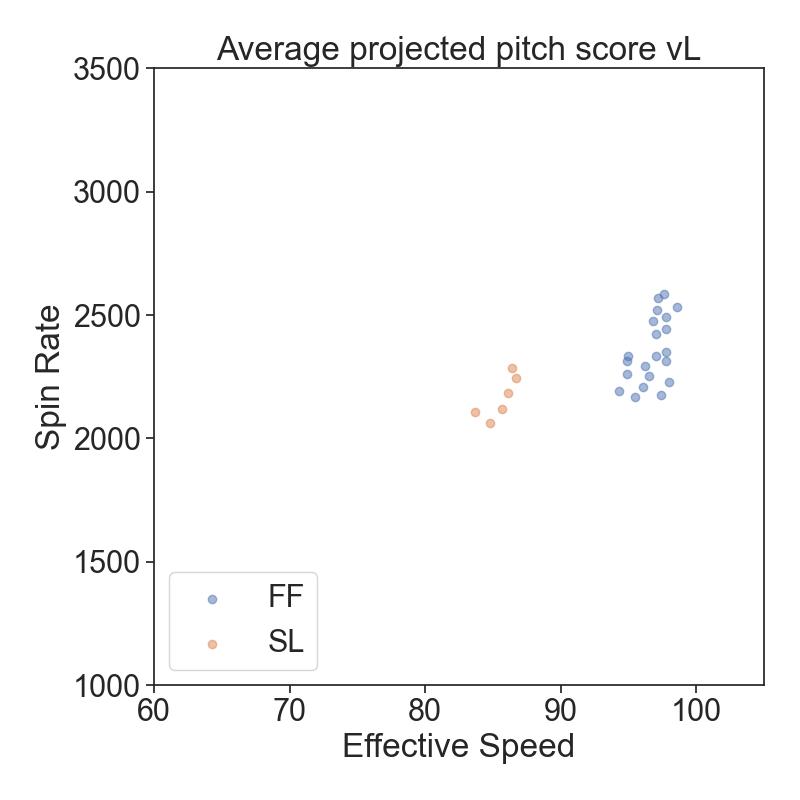 Average projected pitch score vL
3500
3000
2500
2000
1500
1000
Spin Rate
FF
SL
60 70 80 90 100
Effective Speed